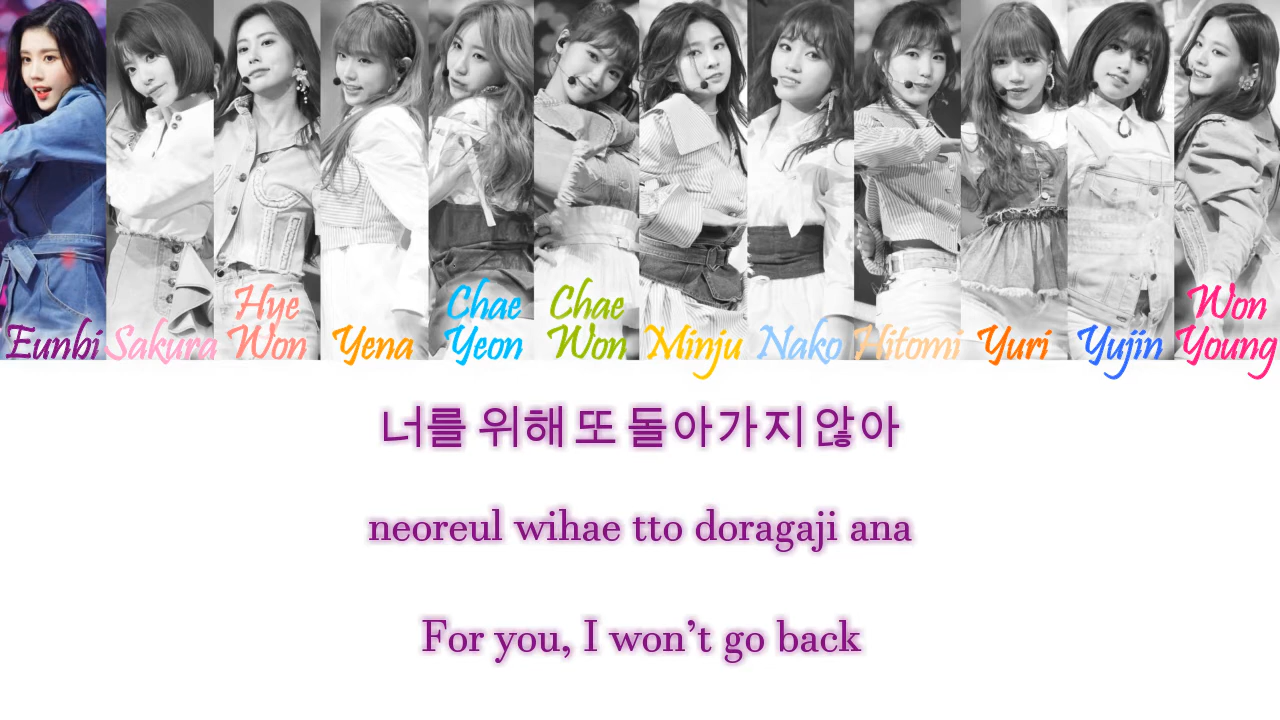 Eunbi Sakura Hye Won Yena Chae Yeon Chae Won Minju Nako Hitomi Yuri Yujin Won Young
너를 위해 또 돌아가지 않아
neoreul wihae tto doragaji ana
For you, I won’t go back